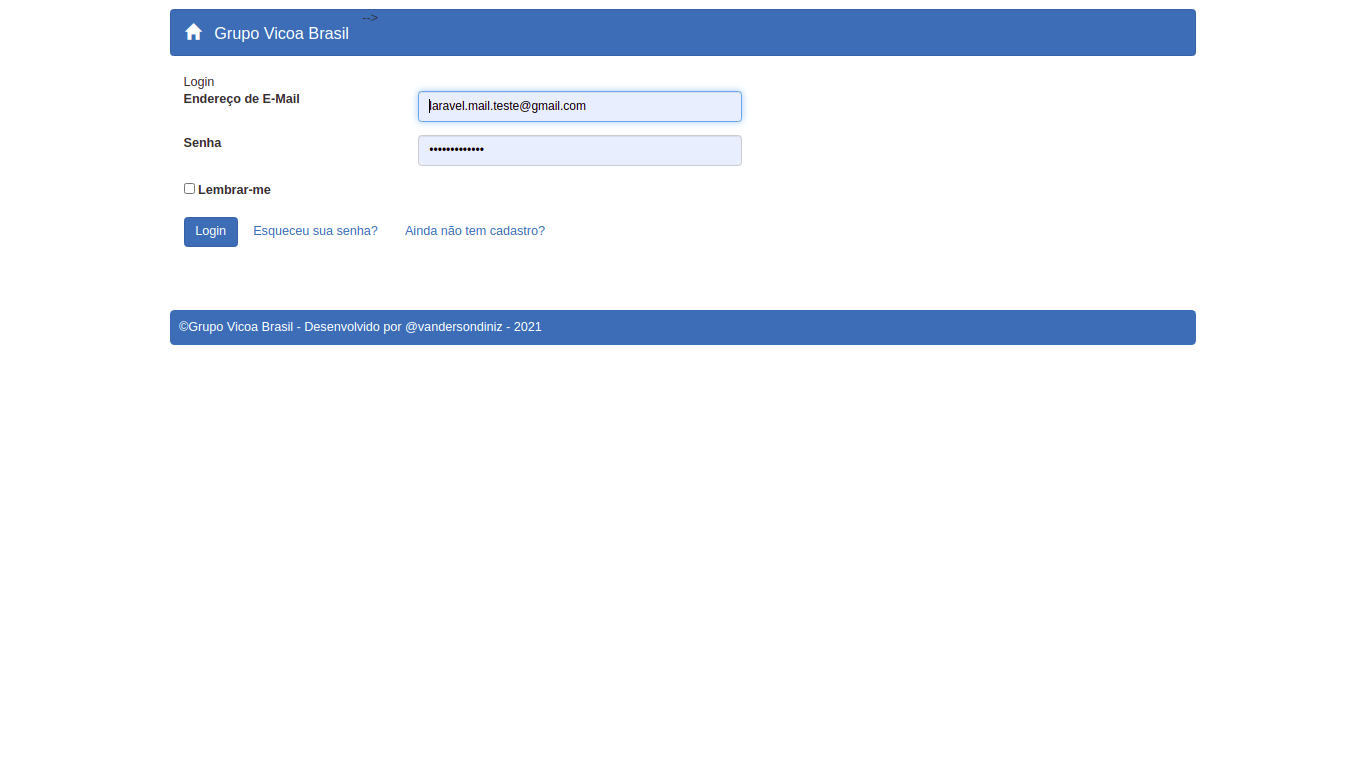 -->
Grupo Vicoa Brasil
Login
Endereço de E-Mail
laravel.mail.teste@gmail.com
Senha
•••••••••••••
Lembrar-me
Login Esqueceu sua senha? Ainda não tem cadastro?
©Grupo Vicoa Brasil - Desenvolvido por @vandersondiniz - 2021